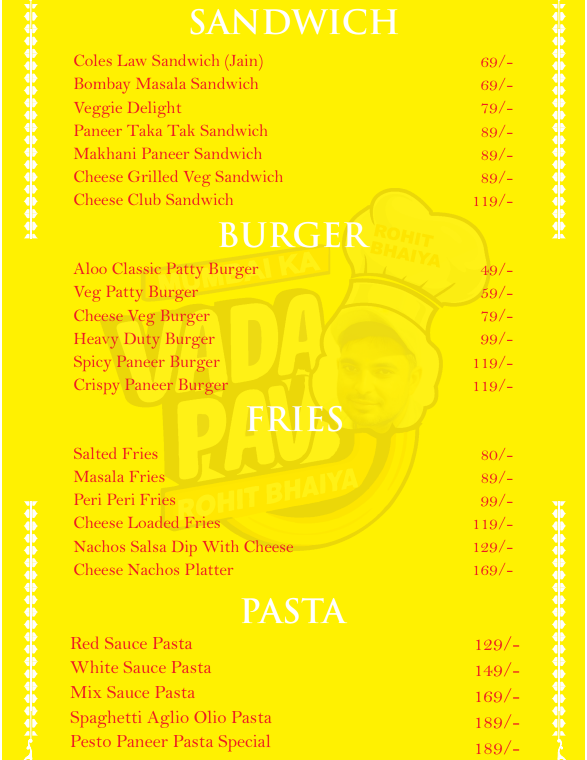 SANDWICH
Coles Law Sandwich (Jain) 69/-
Bombay Masala Sandwich 69/-
Veggie Delight 79/-
Paneer Taka Tak Sandwich 89/-
Makhani Paneer Sandwich 89/-
Cheese Grilled Veg Sandwich 89/-
Cheese Club Sandwich 119/-
BURGER
ROHIT
BHAIYA
Aloo Classic Patty Burger 49/-
Veg Patty Burger 59/-
Cheese Veg Burger 79/-
Heavy Duty Burger 99/-
Spicy Paneer Burger 119/-
Crispy Paneer Burger 119/-
VADA
PAV
ROHIT BHAIYA
FRIES
Salted Fries 80/-
Masala Fries 89/-
Peri Peri Fries 99/-
Cheese Loaded Fries 119/-
Nachos Salsa Dip With Cheese 129/-
Cheese Nachos Platter 169/-
PASTA
Red Sauce Pasta 129/-
White Sauce Pasta 149/-
Mix Sauce Pasta 169/-
Spaghetti Aglio Olio Pasta 189/-
Pesto Paneer Pasta Special 189/-